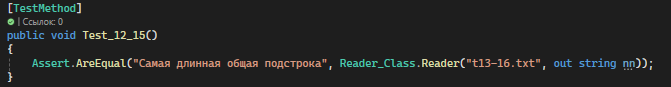 [TestMethod]
| Ссылок: 0
public void Test_12_15()
{
Assert.AreEqual("Самая длинная общая подстрока", Reader_Class.Reader("t13-16.txt", out string nn));
}